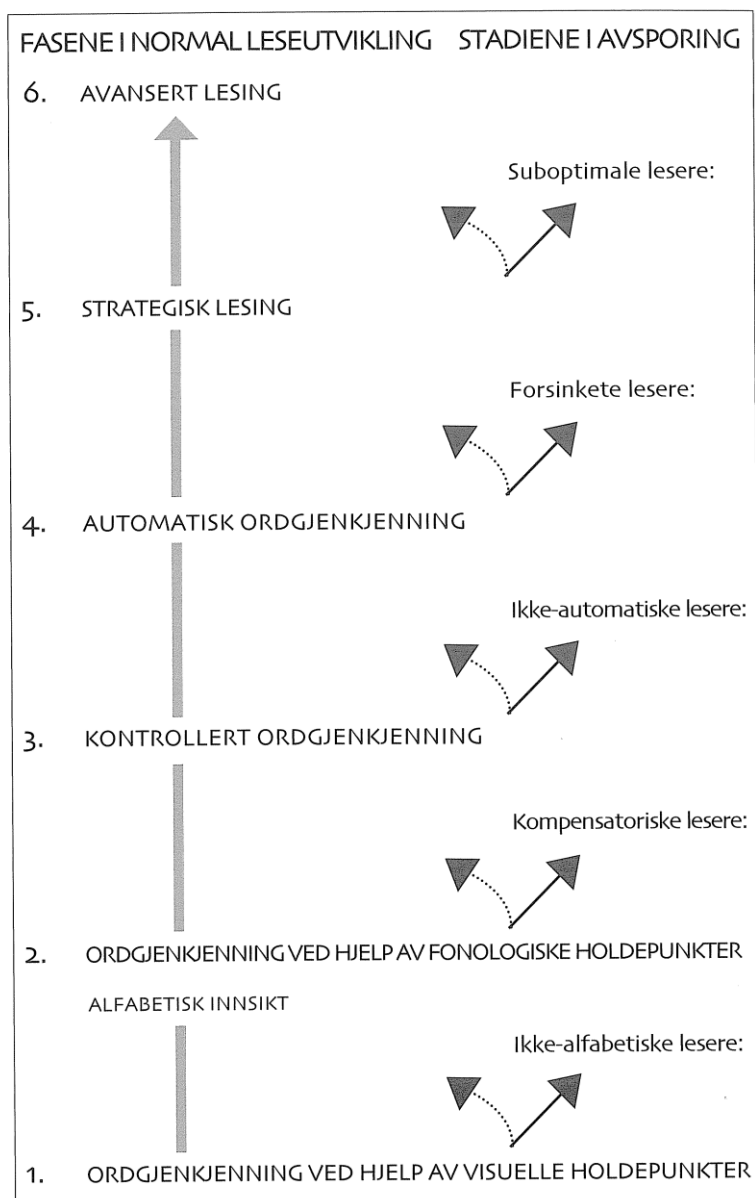 FASENE I NORMAL LESEUTVIKLING STADIENE I AVSPORING
6. AVANSERT LESING
Suboptimale lesere:
5. STRATEGISK LESING
Forsinkete lesere:
4. AUTOMATISK ORDGJENKJENNING
Ikke-automatiske lesere:
3. KONTROLLERT ORDGJENKJENNING
Kompensatoriske lesere:
2. ORDGJENKJENNING VED HJELP AV FONOLOGISKE HOLDEPUNKTER
ALFABETISK INNSIKT
Ikke-alfabetiske lesere:
1. ORDGJENKJENNING VED HJELP AV VISUELLE HOLDEPUNKTER